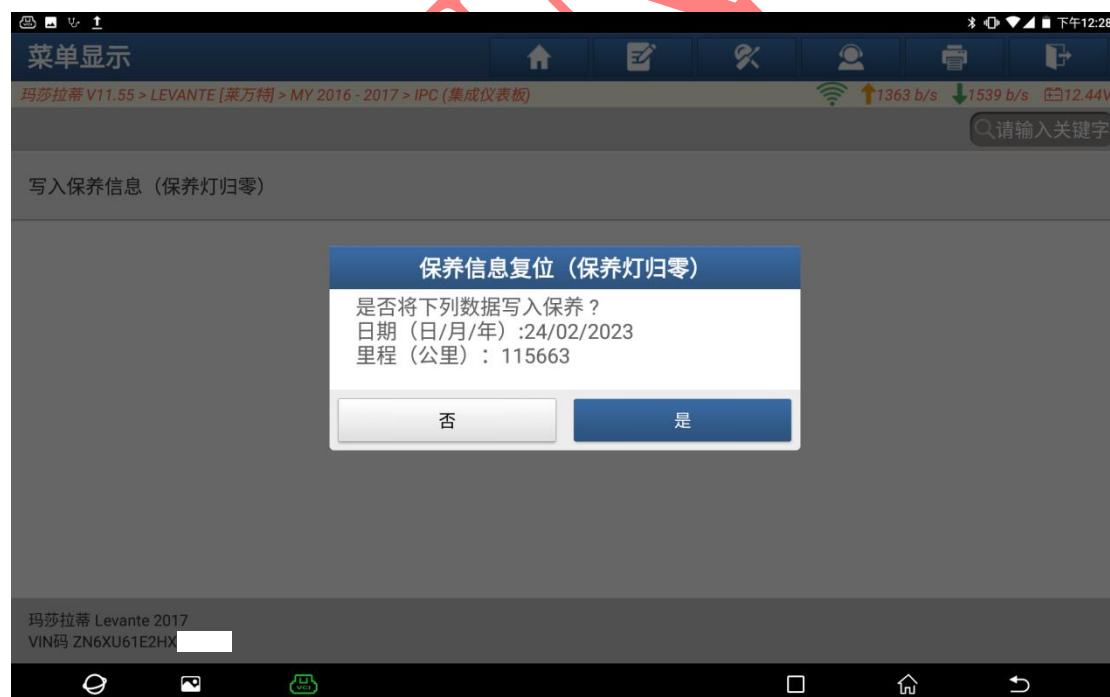 下午12:28
菜单显示
玛莎拉蒂 V11.55 > LEVANTE [莱万特] > MY 2016 - 2017 > IPC (集成仪表板)
1363 b/s 1539 b/s 12.44V
请输入关键字
写入保养信息（保养灯归零）
保养信息复位（保养灯归零）
是否将下列数据写入保养？
日期（日/月/年）:24/02/2023
里程（公里）：115663
否 是
玛莎拉蒂 Levante 2017
VIN码 ZN6XU61E2HX
VCI